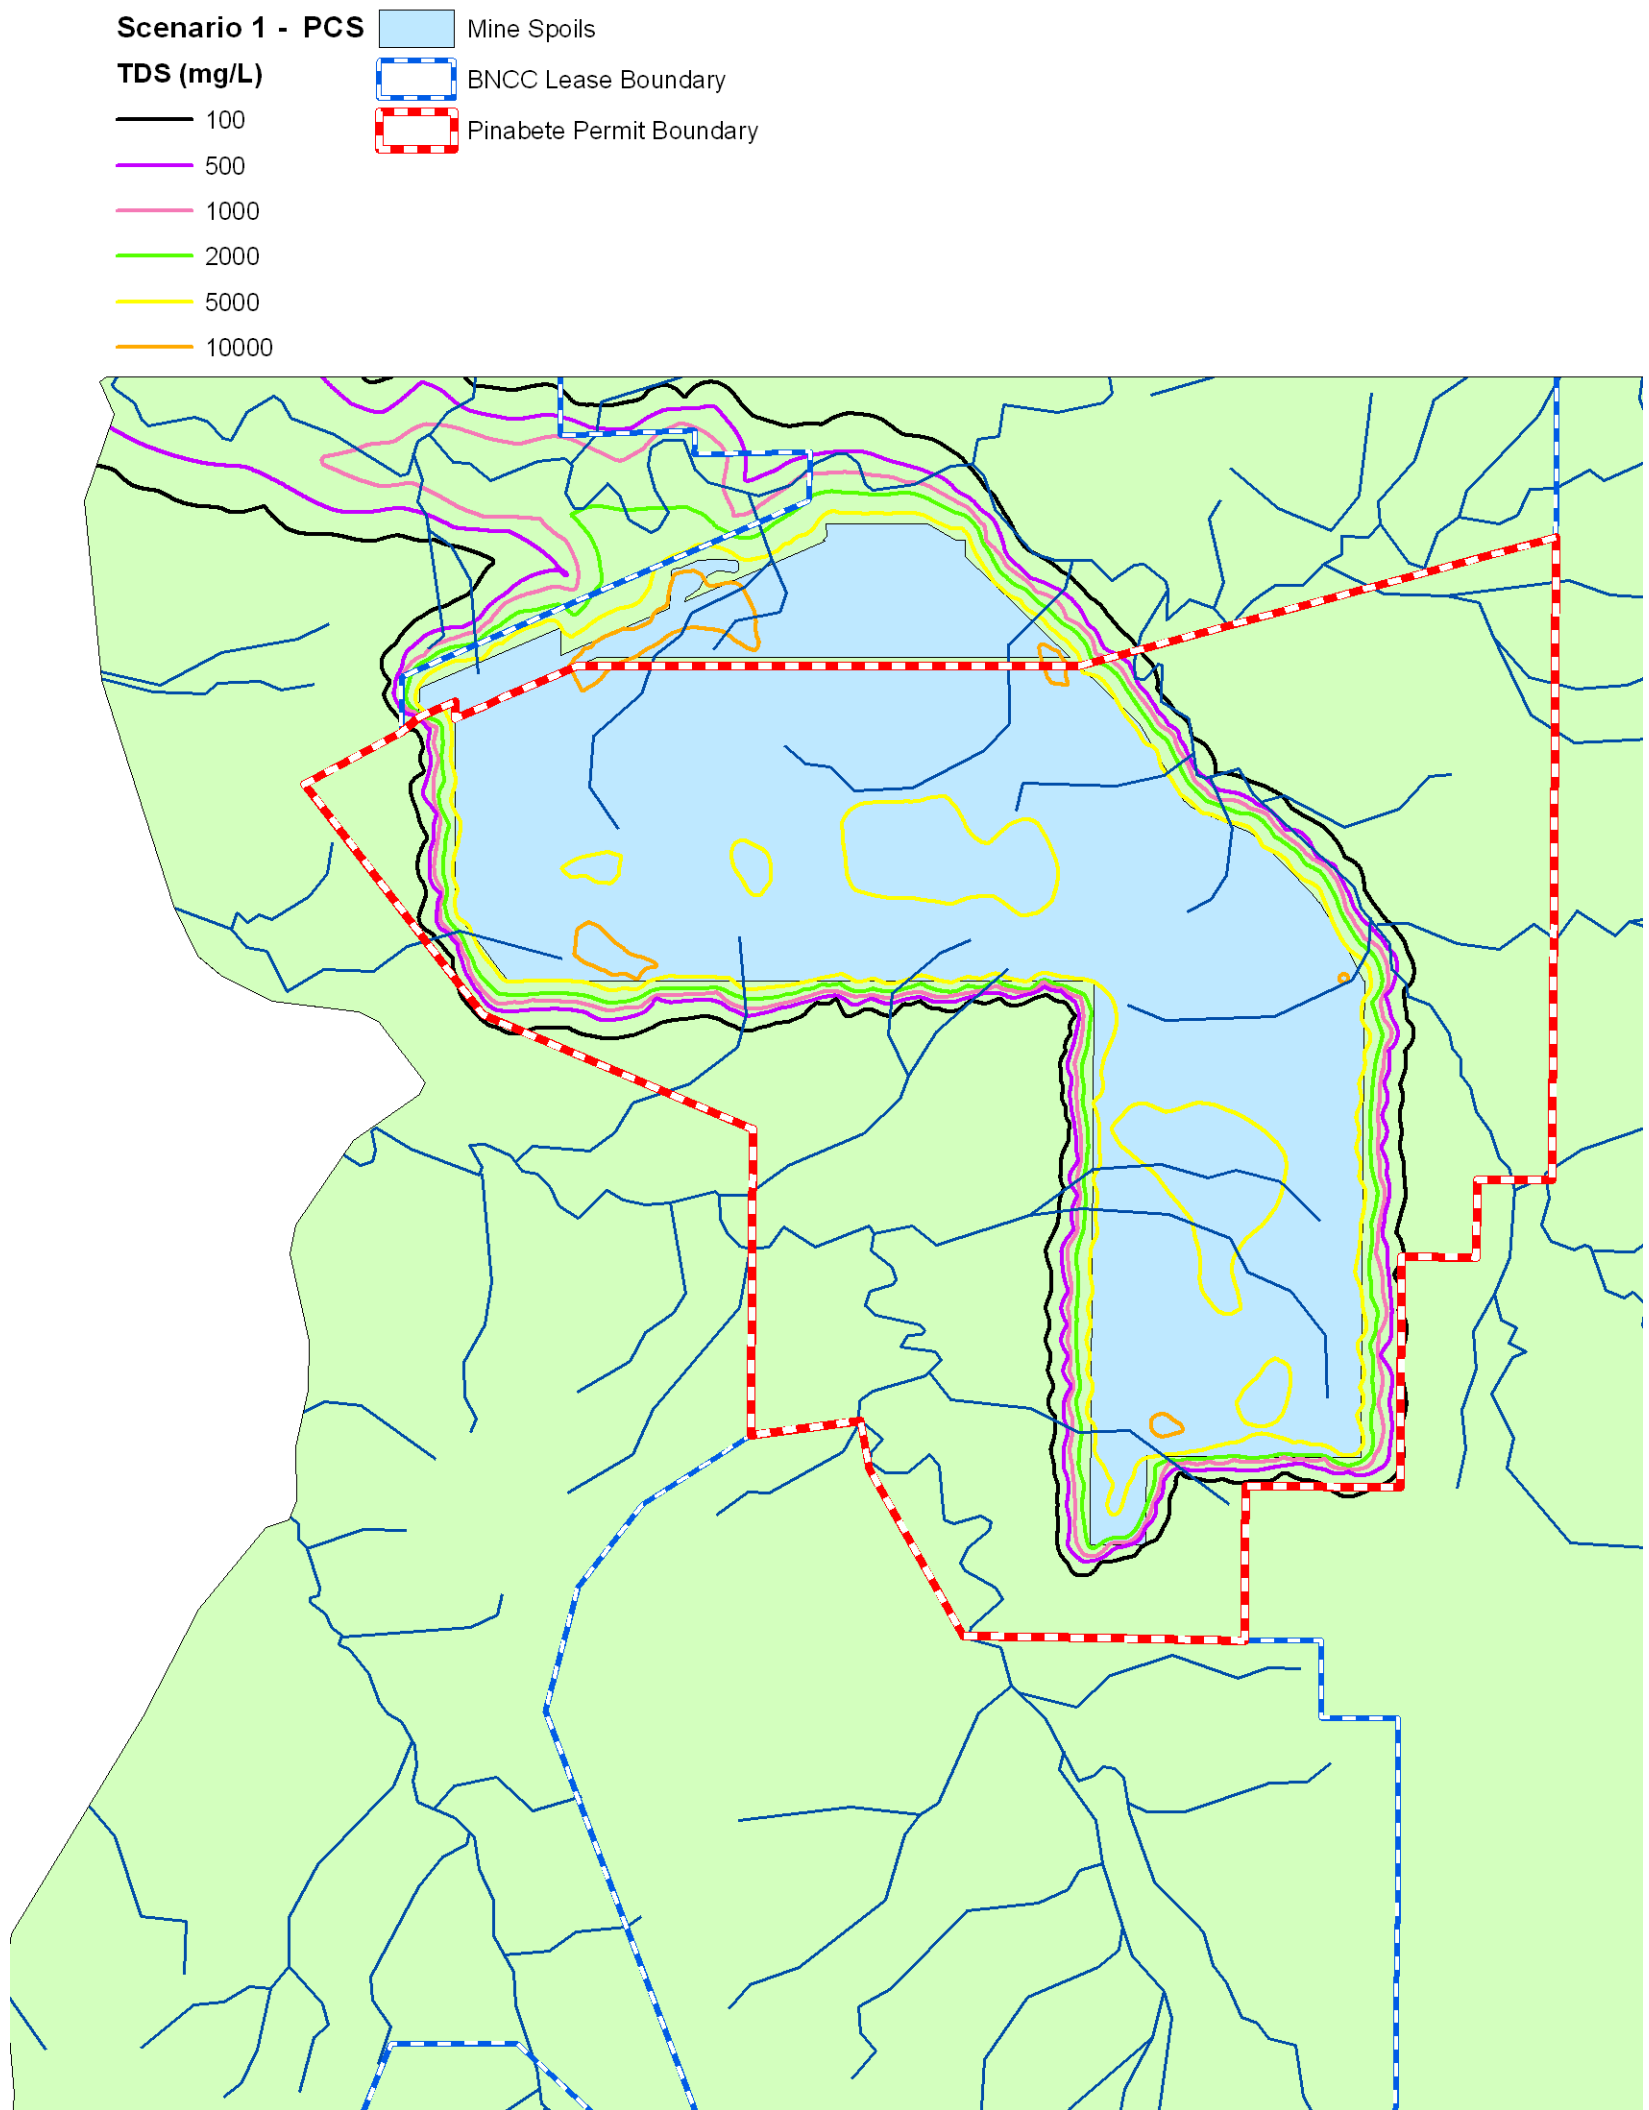 Scenario 1 - PCS
TDS (mg/L)
100
500
1000
2000
5000
10000
Mine Spoils
BNCC Lease Boundary
Pinabete Permit Boundary